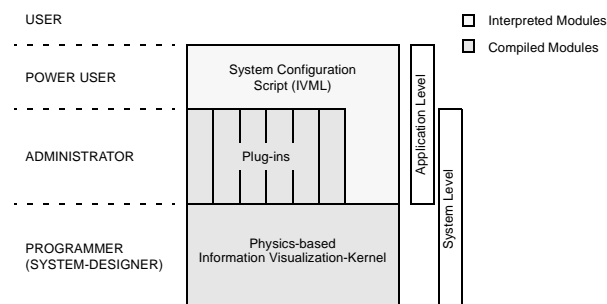 USER
Interpreted Modules
Compiled Modules
POWER USER
System Configuration
Script (IVML)
Application Level
ADMINISTRATOR
Plug-ins
System Level
PROGRAMMER
(SYSTEM-DESIGNER)
Physics-based
Information Visualization-Kernel